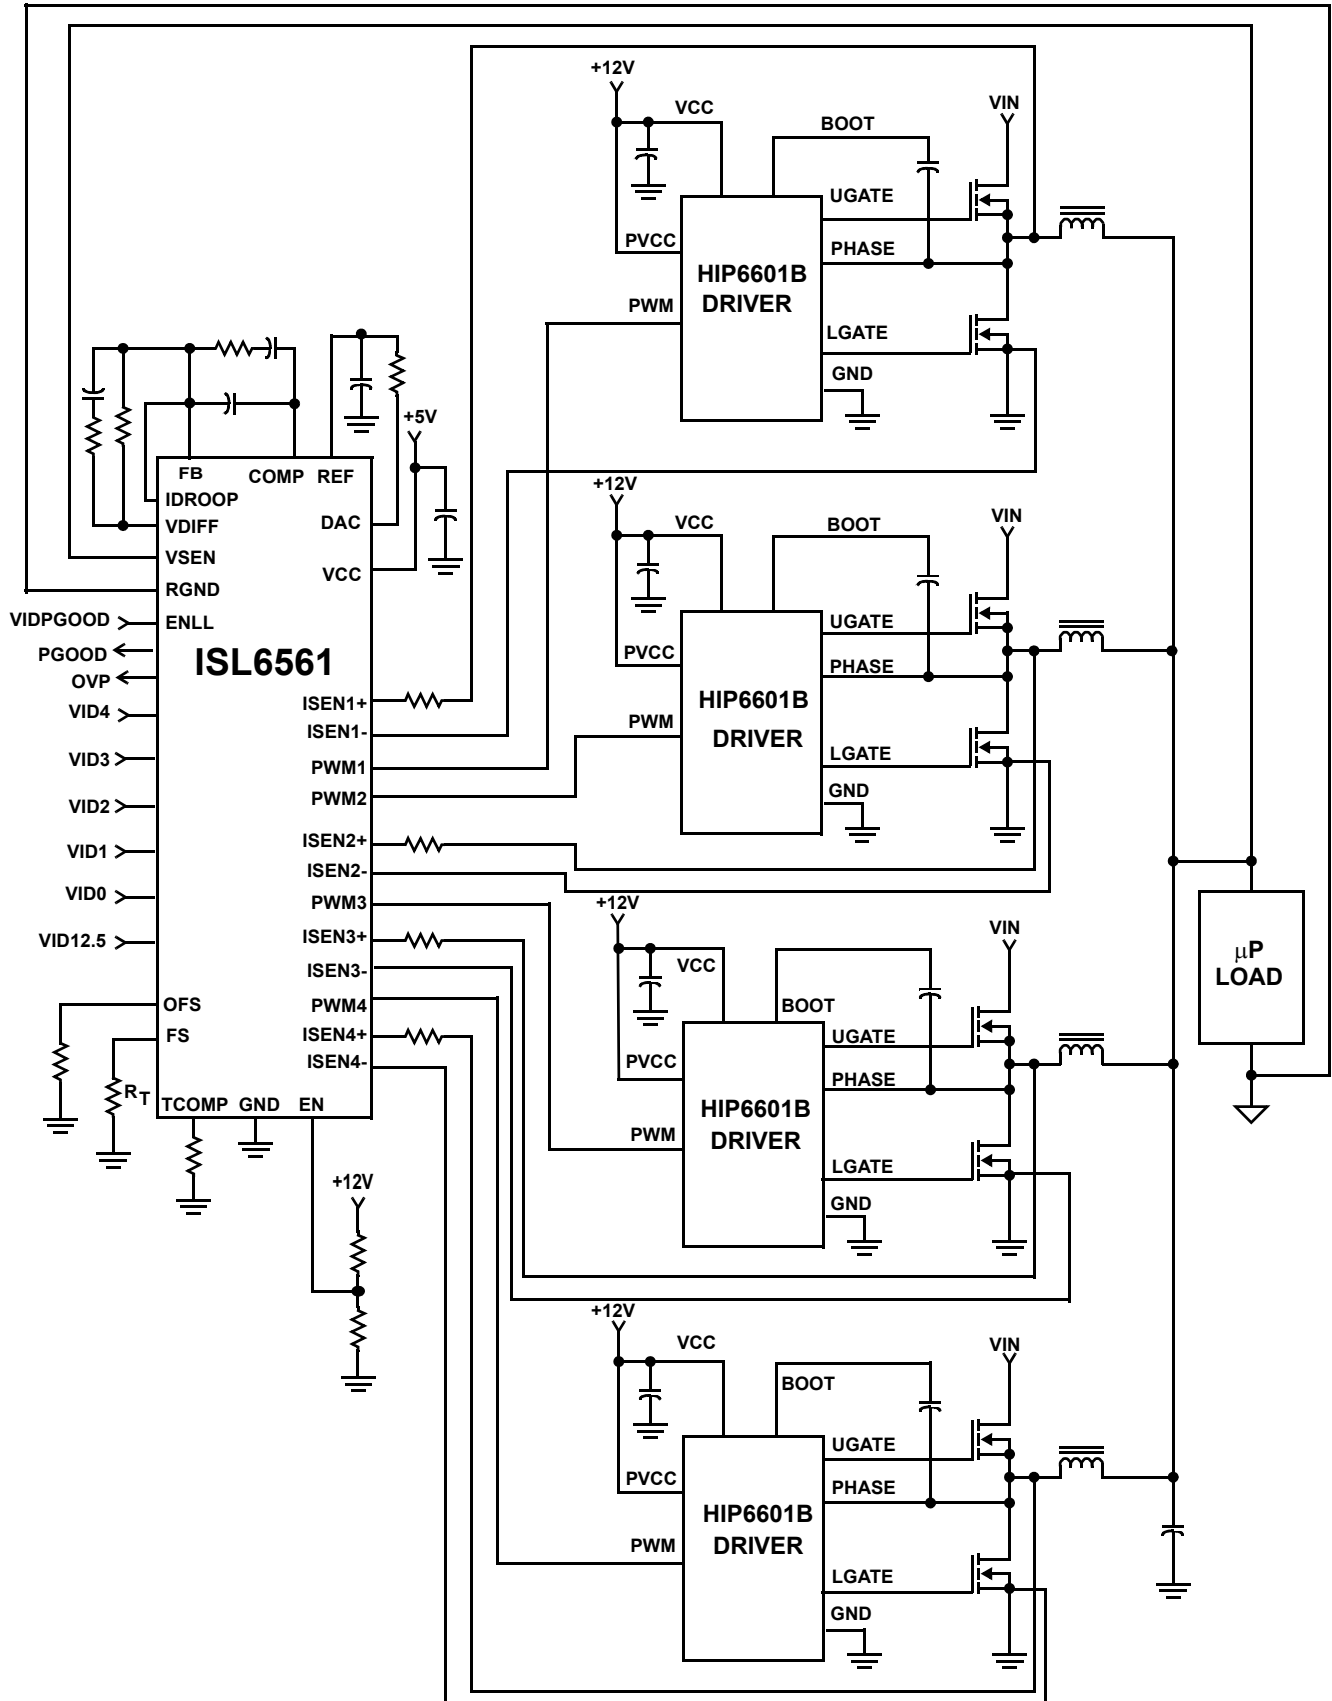 +12V
VCC
BOOT
VIN
UGATE
PVCC
PHASE
HIP6601B
DRIVER
PWM
LGATE
GND
+5V
FB
COMP
REF
IDROOP
VDIFF
DAC
VSEN
VCC
RGND
VIDPGOOD
ENLL
PGOOD
ISL6561
OVP
VID4
ISEN1+
ISEN1-
VID3
PWM1
VID2
PWM2
VID1
ISEN2+
ISEN2-
VID0
PWM3
VID12.5
ISEN3+
ISEN3-
OFS
PWM4
FS
ISEN4+
ISEN4-
RT
TCOMP
GND
EN
+12V
+12V
VCC
BOOT
VIN
UGATE
PVCC
PHASE
HIP6601B
DRIVER
PWM
LGATE
GND
+12V
VCC
BOOT
VIN
UGATE
PVCC
PHASE
HIP6601B
DRIVER
PWM
LGATE
GND
µP
LOAD
+12V
VCC
BOOT
VIN
UGATE
PVCC
PHASE
HIP6601B
DRIVER
PWM
LGATE
GND